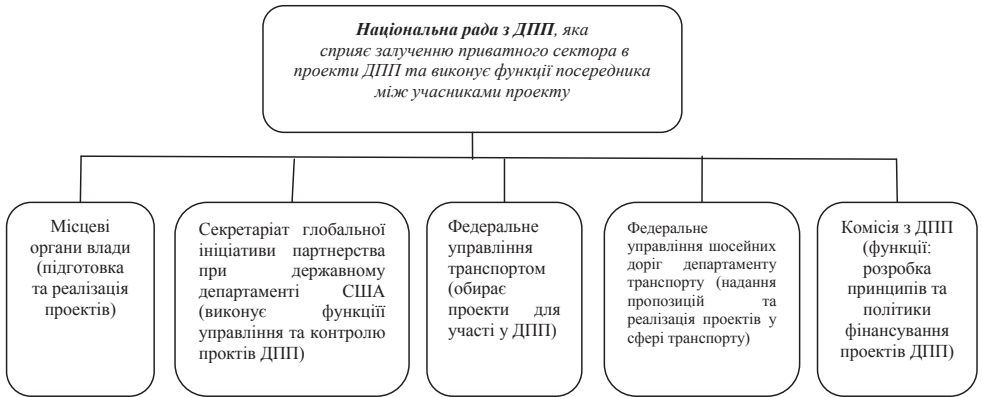 Національна рада з ДПП, яка
сприяє залученню приватного сектора в
проекти ДПП та виконує функції посередника
між учасниками проекту
Місцеві
органи влади
(підготовка
та реалізація
проектів)
Секретаріат глобальної
ініціативи партнерства
при державному
департаменті США
(виконує функціїї
управління та контролю
проктів ДПП)
Федеральне
управління
транспортом
(обирає
проекти для
участі у ДПП)
Федеральне
управління шосейних
доріг департаменту
транспорту (надання
пропозицій та
реалізація проектів у
сфері транспорту)
Комісія з ДПП
(функції:
розробка
принципів та
політики
фінансування
проектів ДПП)